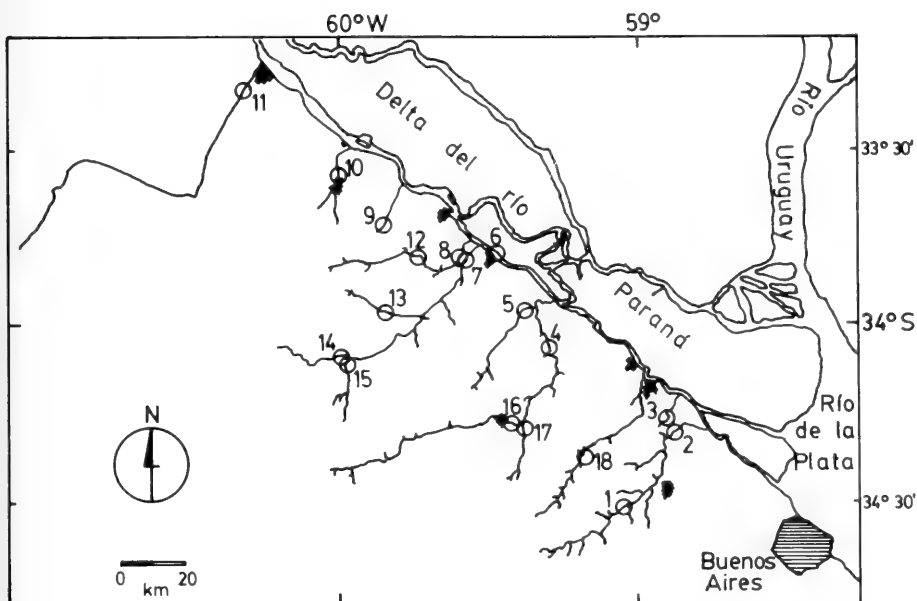 60°W 59°
Delta
del
río
Paraná
Río
Uruguay
33° 30'
34° S
34° 30'
11
10
9
12
8
7
6
13
5
4
14
15
16
17
3
2
18
1
N
0 20
km
Río
de la
Plata
Buenos
Aires